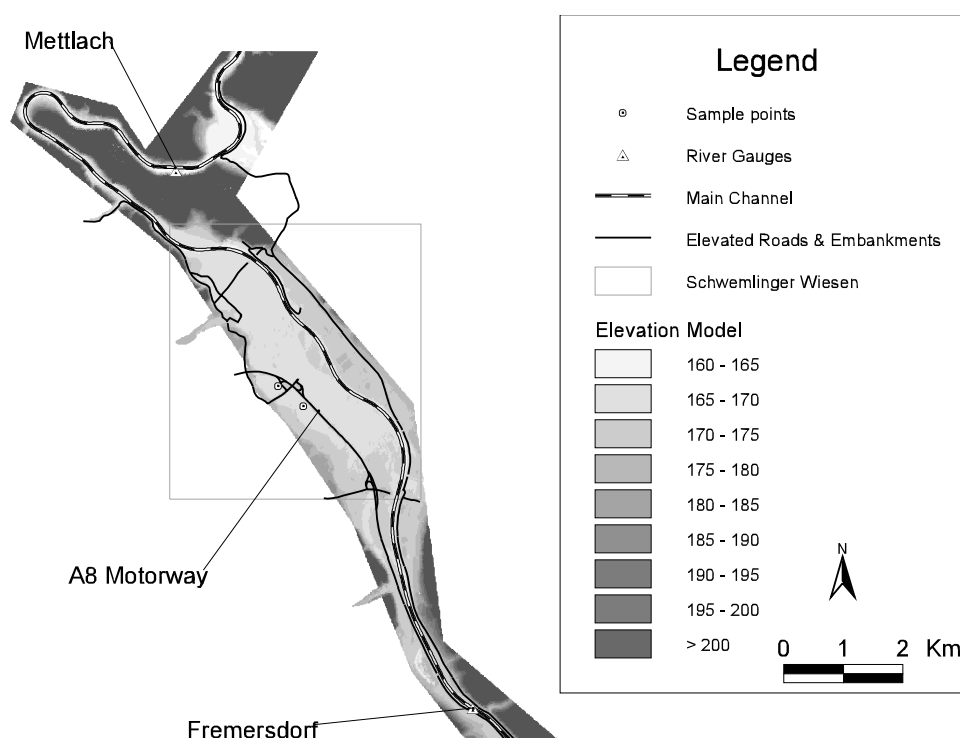 Mettlach
A8 Motorway
Fremersdorf
Legend
Sample points
River Gauges
Main Channel
Elevated Roads & Embankments
Schwemlinger Wiesen
Elevation Model
160 - 165
165 - 170
170 - 175
175 - 180
180 - 185
185 - 190
190 - 195
195 - 200
> 200
N
0 1 2 Km